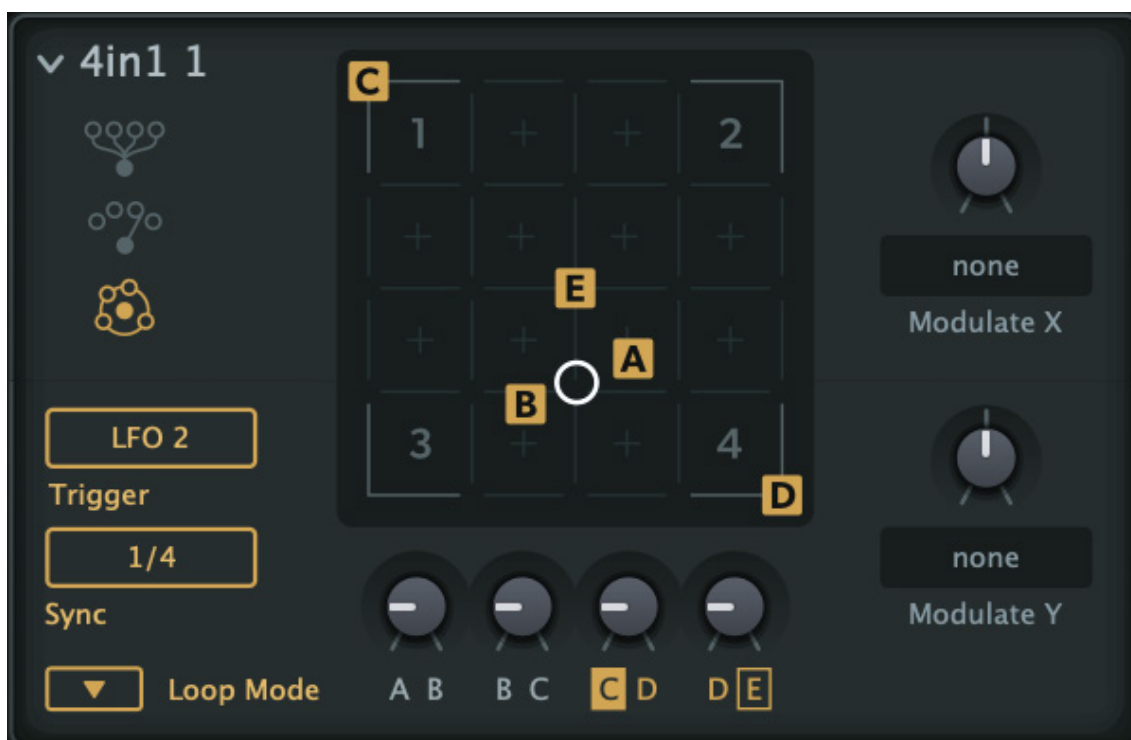 4in1 1
C
1
2
E
A
B
3
4
D
LFO 2
Trigger
1/4
Sync
Loop Mode
A B
B C
C D
D E
none
Modulate X
none
Modulate Y